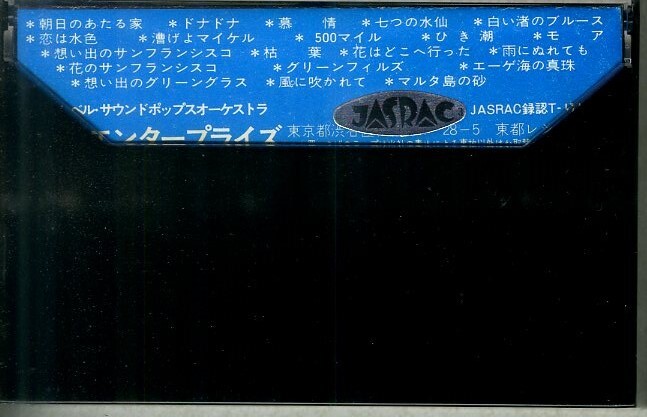 *朝日のあたる家 *ドナドナ *慕 情 *七つの水仙 *白い渚のブルース
*恋は水色 *漕げよマイケル * 500マイル *ひき潮 *モア
*想い出のサンフランシスコ *枯 葉 *花はどこへ行った *雨にぬれても
*花のサンフランシスコ *グリーンフィルズ *エーゲ海の真珠
*想い出のグリーングラス *風に吹かれて *マルタ島の砂
ベル・サウンドポップスオーケストラ JASRAC JASRAC録認T-
エンタープライズ 東京都渋谷 28-5 東都レ